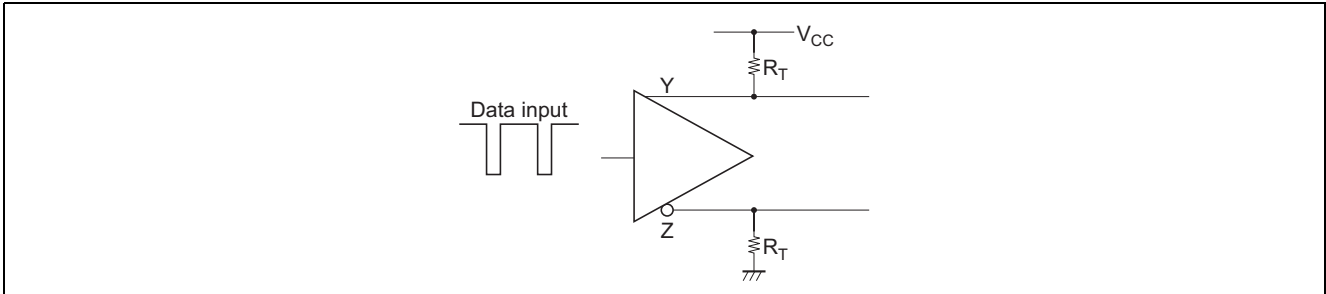 V_CC
R_T
Y
Data input
Z
R_T